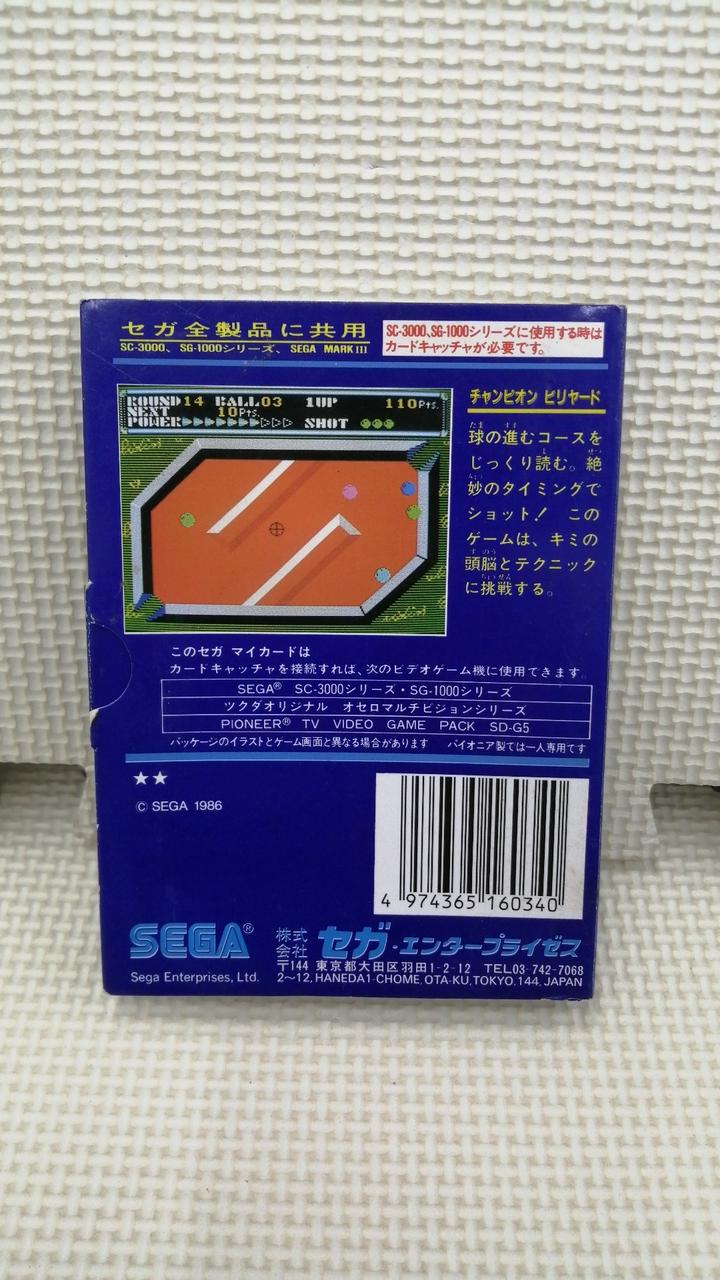 セガ全製品に共用
SC-3000、SG-1000シリーズ、SEGA MARKIII
SC-3000、SG-1000シリーズに使用する時は
カードキャッチャが必要です。
ROUND14 BALL03 1UP 110Pts.
NEXT 10Pts.
POWER SHOT
チャンピオン ビリヤード
球の進むコースを
じっくり読む。絶
妙のタイミングで
ショット! この
ゲームは、キミの
頭脳とテクニック
に挑戦する。
このセガ マイカードは
カードキャッチャを接続すれば、次のビデオゲーム機に使用てきます。
SEGA® SC-3000シリーズ・SG-1000シリーズ
ツクダオリジナル オセロマルチビジョンシリーズ
PIONEER® TV VIDEO GAME PACK SD-G5
パッケージのイラストとゲーム画面と異なる場合があります パイオニア製では一人専用です
★★
© SEGA 1986
4 974365 160340
SEGA®
Sega Enterprises, Ltd.
株式会社 セガ・エンタープライゼス
〒144 東京都大田区羽田1-2-12 TEL.03-742-7068
2~12, HANEDA1-CHOME, OTA-KU, TOKYO. 144, JAPAN